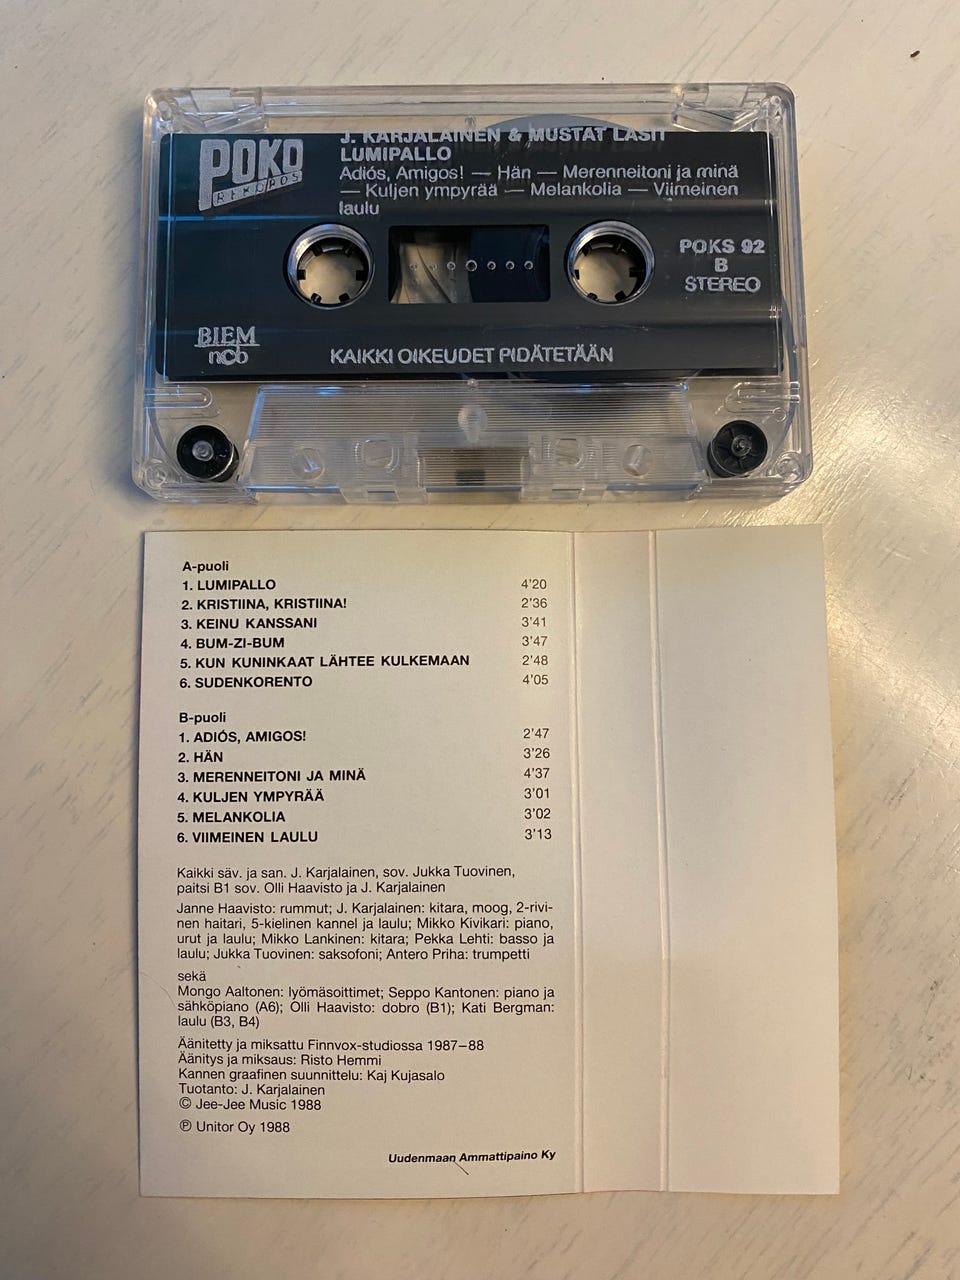 POKO
REKORDS
J. KARJALAINEN & MUSTAT LASIT
LUMIPALLO
Adiós, Amigos! — Hän — Merenneitoni ja minä
— Kuljen ympyrää — Melankolia — Viimeinen
laulu
POKS 92
B
STEREO
BIEM
ncb
KAIKKI OIKEUDET PIDÄTETÄÄN
A-puoli
1. LUMIPALLO 4'20
2. KRISTIINA, KRISTIINA! 2'36
3. KEINU KANSSANI 3'41
4. BUM-ZI-BUM 3'47
5. KUN KUNINKAAT LÄHTEE KULKEMAAN 2'48
6. SUDENKORENTO 4'05
B-puoli
1. ADIÓS, AMIGOS! 2'47
2. HÄN 3'26
3. MERENNEITONI JA MINÄ 4'37
4. KULJEN YMPYRÄÄ 3'01
5. MELANKOLIA 3'02
6. VIIMEINEN LAULU 3'13
Kaikki säv. ja san. J. Karjalainen, sov. Jukka Tuovinen,
paitsi B1 sov. Olli Haavisto ja J. Karjalainen
Janne Haavisto: rummut; J. Karjalainen: kitara, moog, 2-rivi-
nen haitari, 5-kielinen kannel ja laulu; Mikko Kivikari: piano,
urut ja laulu; Mikko Lankinen: kitara; Pekka Lehti: basso ja
laulu; Jukka Tuovinen: saksofoni; Antero Priha: trumpetti
sekä
Mongo Aaltonen: lyömäsoittimet; Seppo Kantonen: piano ja
sähköpiano (A6); Olli Haavisto: dobro (B1); Kati Bergman:
laulu (B3, B4)
Äänitetty ja miksattu Finnvox-studiossa 1987–88
Äänitys ja miksaus: Risto Hemmi
Kannen graafinen suunnittelu: Kaj Kujasalo
Tuotanto: J. Karjalainen
© Jee-Jee Music 1988
℗ Unitor Oy 1988
Uudenmaan Ammattipaino Ky